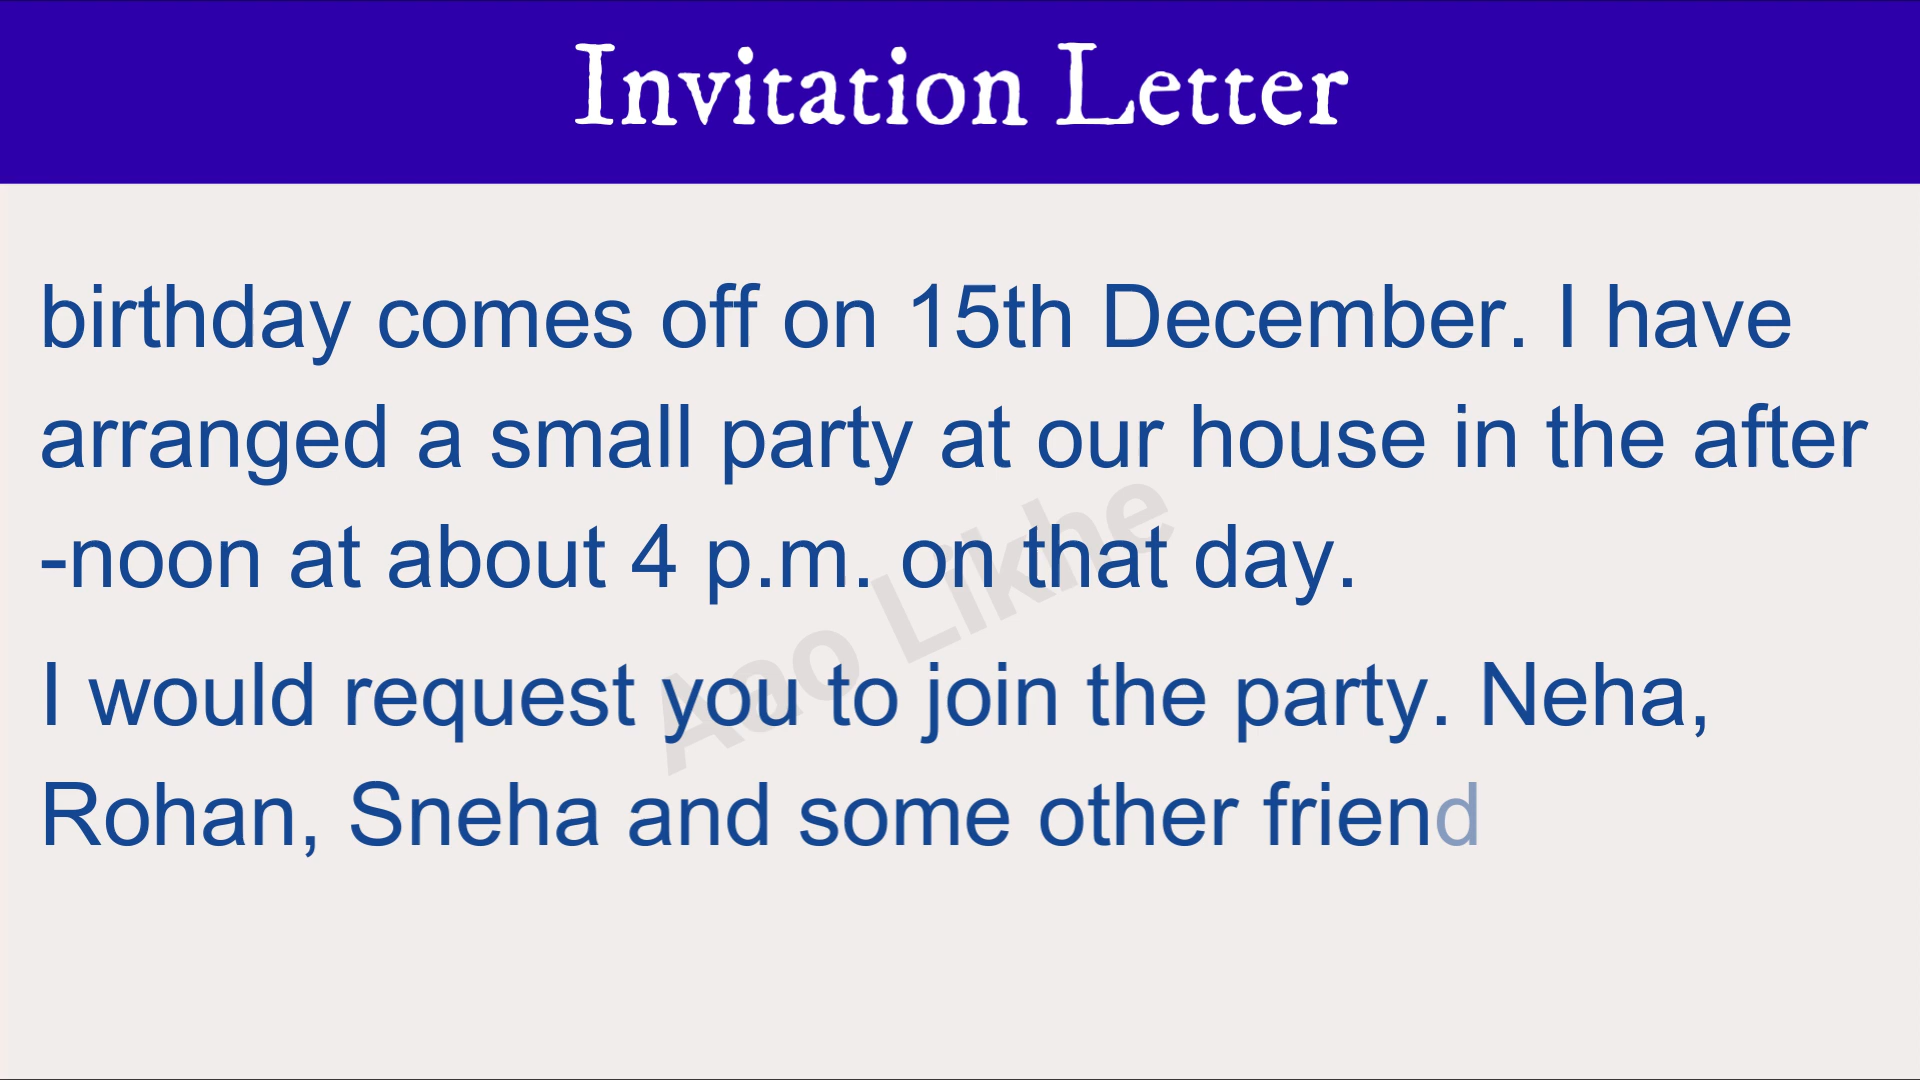 Invitation Letter
birthday comes off on 15th December. I have
arranged a small party at our house in the after
-noon at about 4 p.m. on that day.
Aao Likhe
I would request you to join the party. Neha,
Rohan, Sneha and some other friend